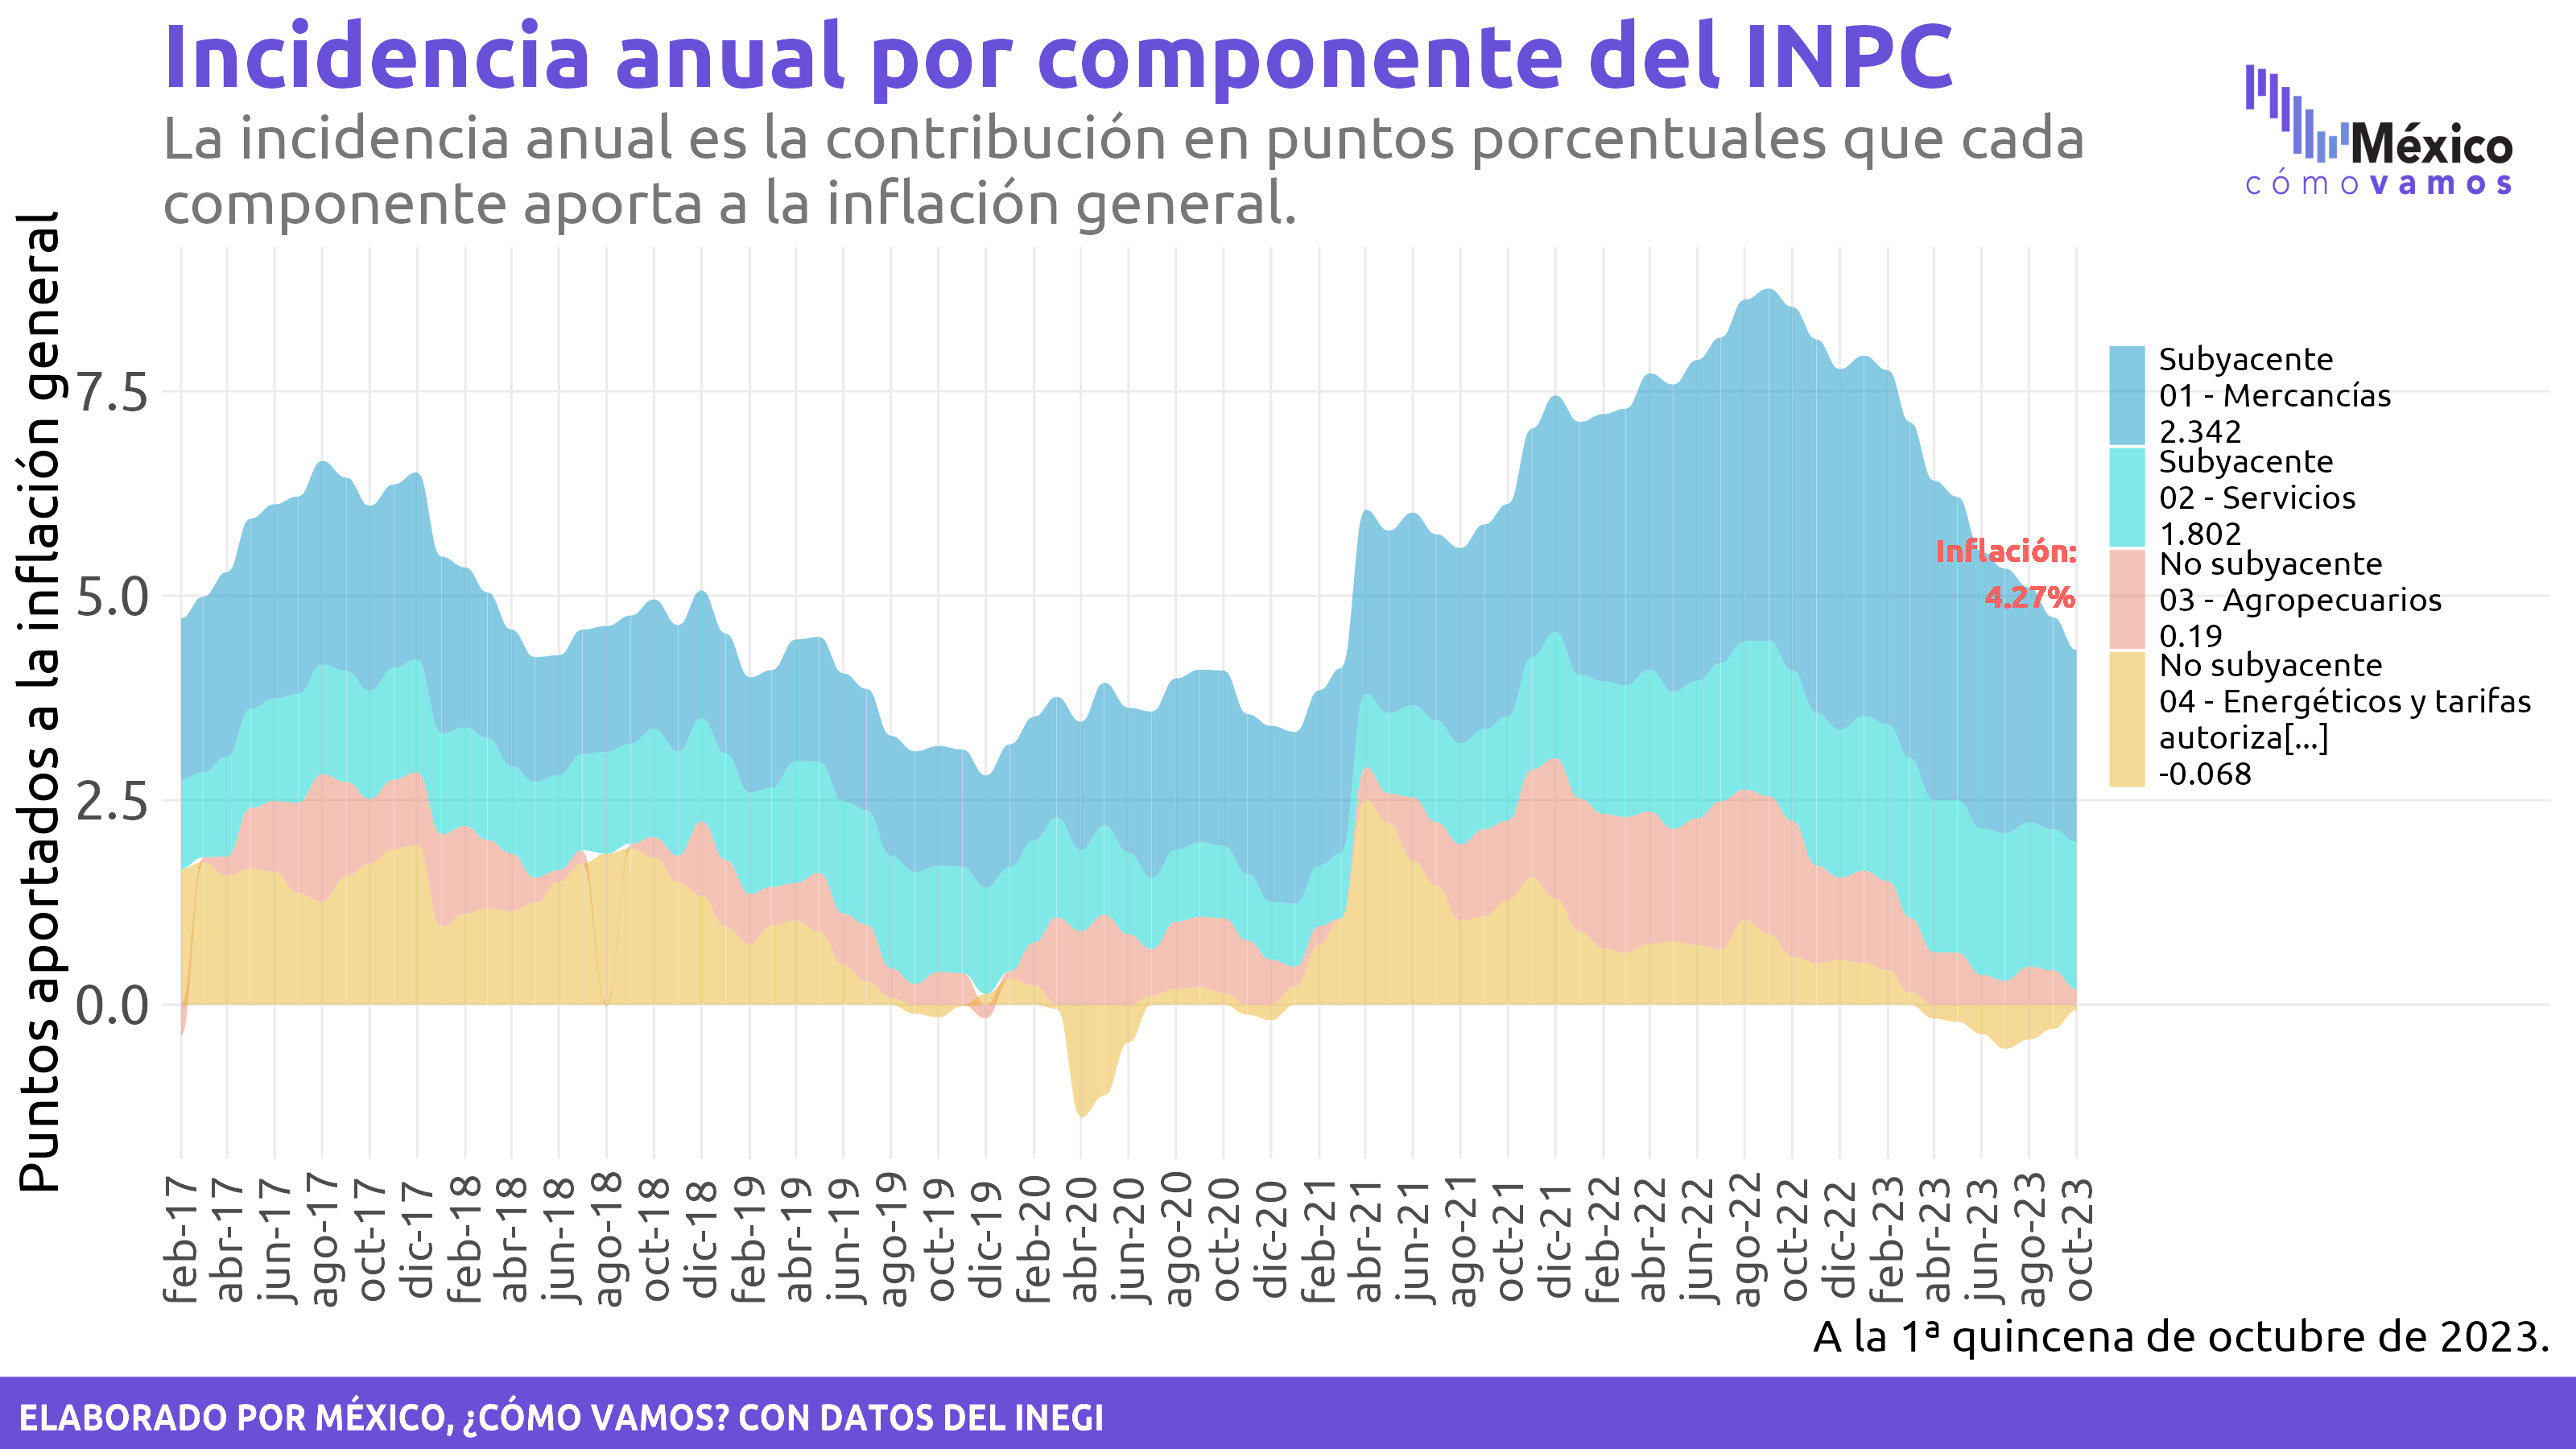 Incidencia anual por componente del INPC
La incidencia anual es la contribución en puntos porcentuales que cada
componente aporta a la inflación general.
México
cómo vamos
Puntos aportados a la inflación general
7.5
5.0
2.5
0.0
Inflación:
4.27%
Subyacente
01 - Mercancías
2.342
Subyacente
02 - Servicios
1.802
No subyacente
03 - Agropecuarios
0.19
No subyacente
04 - Energéticos y tarifas
autoriza[...]
-0.068
feb-17
abr-17
jun-17
ago-17
oct-17
dic-17
feb-18
abr-18
jun-18
ago-18
oct-18
dic-18
feb-19
abr-19
jun-19
ago-19
oct-19
dic-19
feb-20
abr-20
jun-20
ago-20
oct-20
dic-20
feb-21
abr-21
jun-21
ago-21
oct-21
dic-21
feb-22
abr-22
jun-22
ago-22
oct-22
dic-22
feb-23
abr-23
jun-23
ago-23
oct-23
A la 1ª quincena de octubre de 2023.
ELABORADO POR MÉXICO, ¿CÓMO VAMOS? CON DATOS DEL INEGI